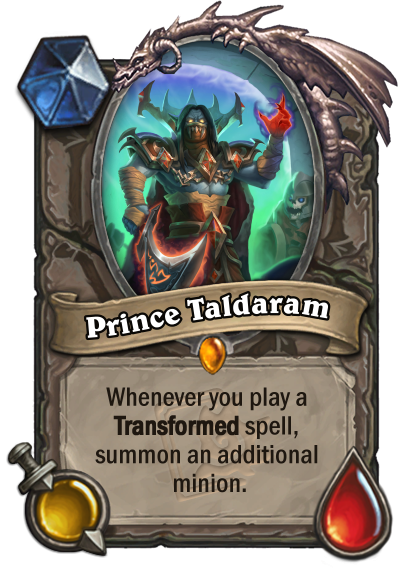 Prince Taldaram
Whenever you play a
Transformed spell,
summon an additional
minion.